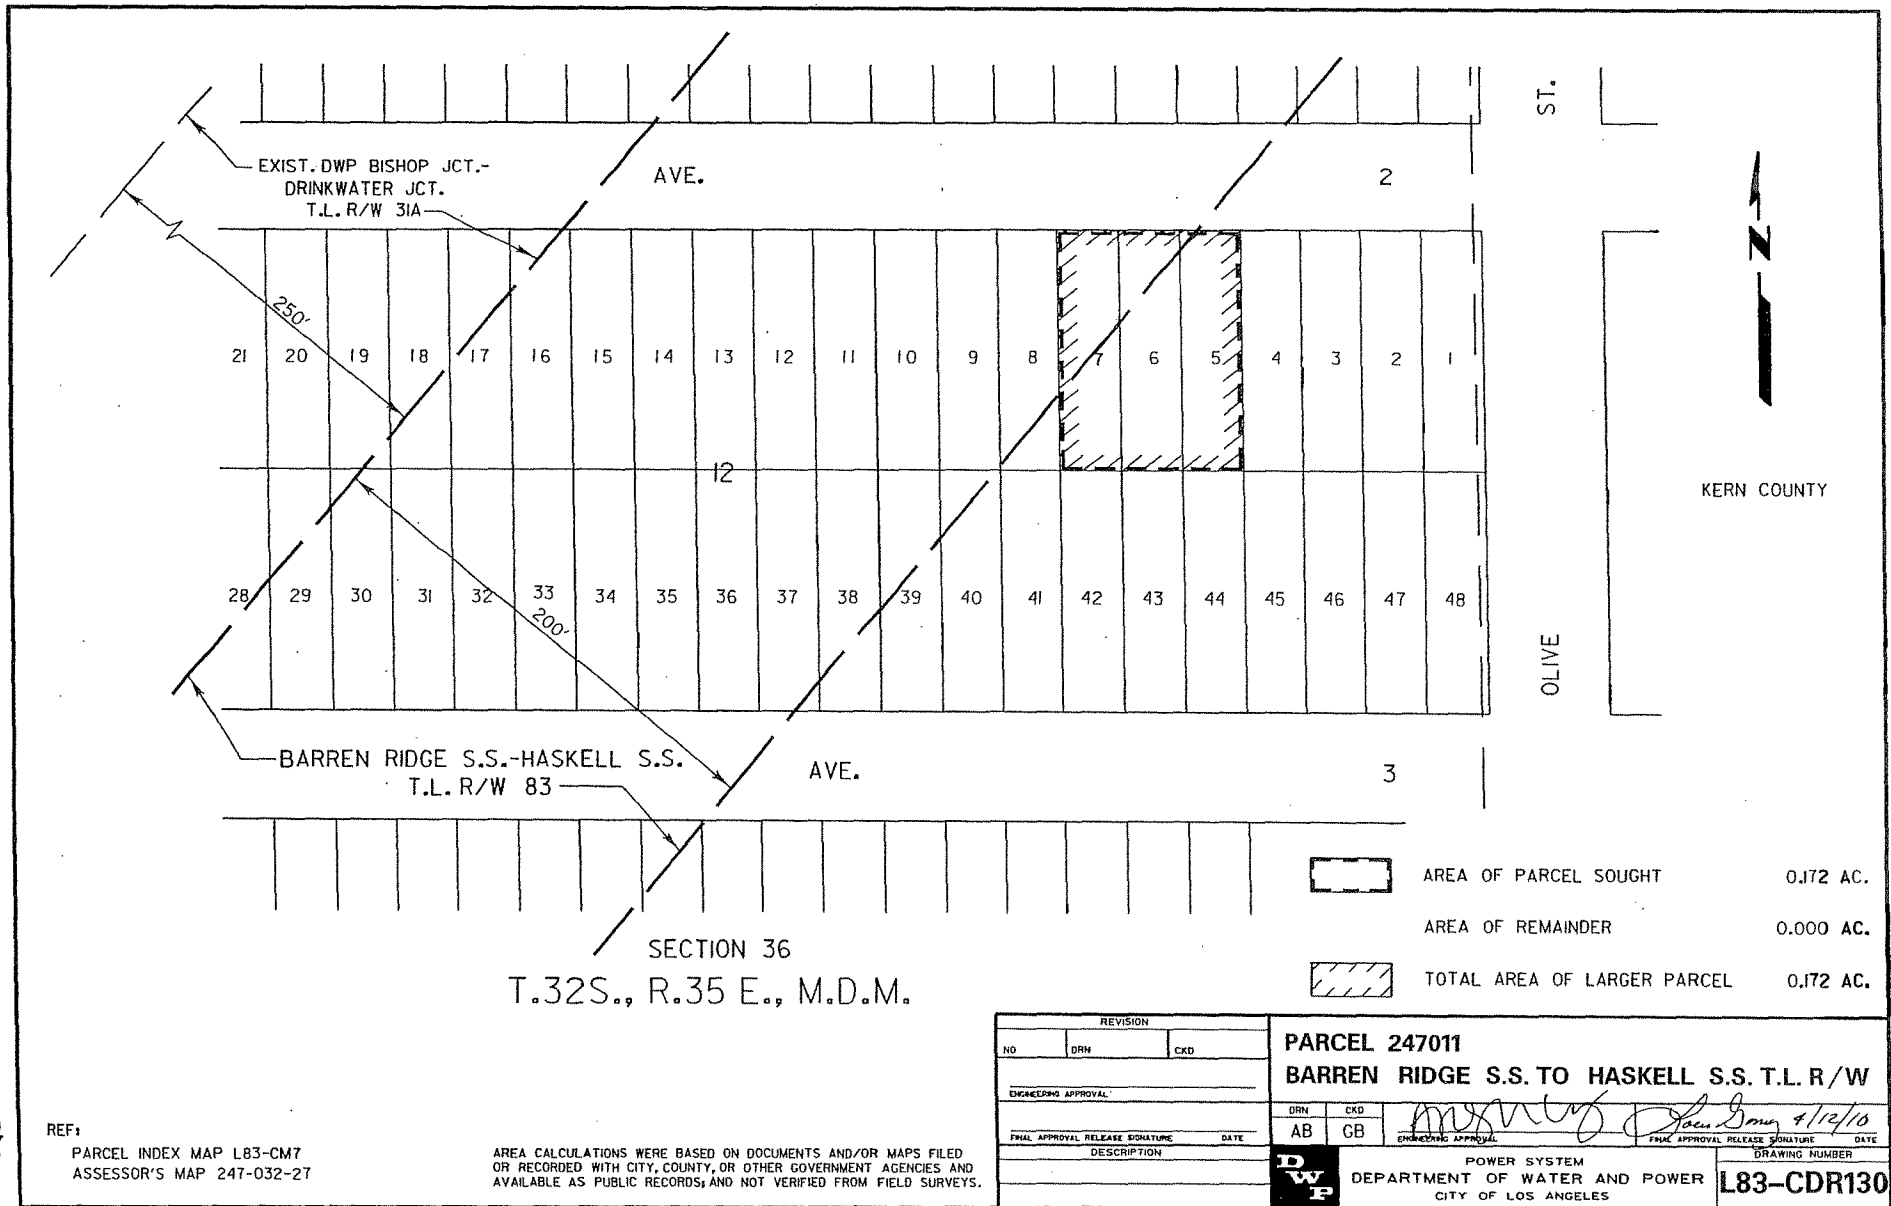 ST.
EXIST. DWP BISHOP JCT.-
DRINKWATER JCT.
T.L. R/W 31A
AVE.
2
250'
21 20 19 18 17 16 15 14 13 12 11 10 9 8 7 6 5 4 3 2 1
12
N
KERN COUNTY
28 29 30 31 32 33 34 35 36 37 38 39 40 41 42 43 44 45 46 47 48
200'
OLIVE
BARREN RIDGE S.S.-HASKELL S.S.
T.L. R/W 83
AVE.
3
AREA OF PARCEL SOUGHT 0.172 AC.
AREA OF REMAINDER 0.000 AC.
TOTAL AREA OF LARGER PARCEL 0.172 AC.
SECTION 36
T.32S., R.35 E., M.D.M.
REVISION
NO DRN CKD
ENGINEERING APPROVAL
FINAL APPROVAL RELEASE SIGNATURE DATE
DESCRIPTION
PARCEL 247011
BARREN RIDGE S.S. TO HASKELL S.S. T.L. R/W
DRN CKD
AB GB
4/12/10
ENGINEERING APPROVAL
FINAL APPROVAL RELEASE SIGNATURE DATE
DWP
POWER SYSTEM
DEPARTMENT OF WATER AND POWER
CITY OF LOS ANGELES
DRAWING NUMBER
L83-CDR130
REF:
PARCEL INDEX MAP L83-CM7
ASSESSOR'S MAP 247-032-27
AREA CALCULATIONS WERE BASED ON DOCUMENTS AND/OR MAPS FILED
OR RECORDED WITH CITY, COUNTY, OR OTHER GOVERNMENT AGENCIES AND
AVAILABLE AS PUBLIC RECORDS; AND NOT VERIFIED FROM FIELD SURVEYS.